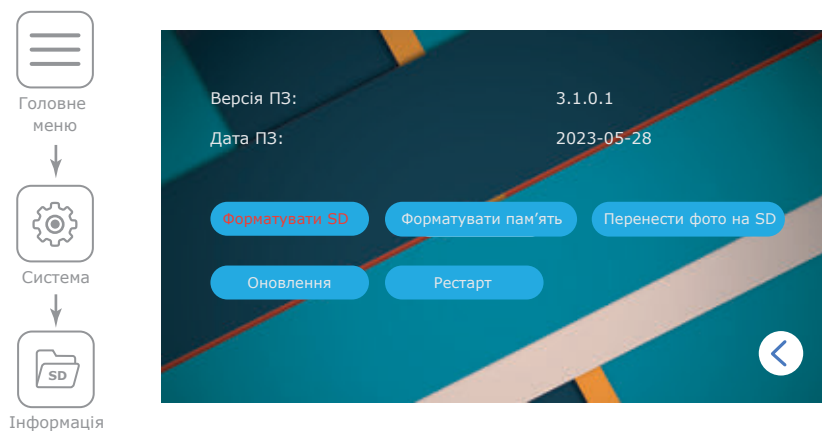 Головне
меню
Система
SD
Інформація
Версія ПЗ: 3.1.0.1
Дата ПЗ: 2023-05-28
Форматувати SD Форматувати пам’ять Перенести фото на SD
Оновлення Рестарт